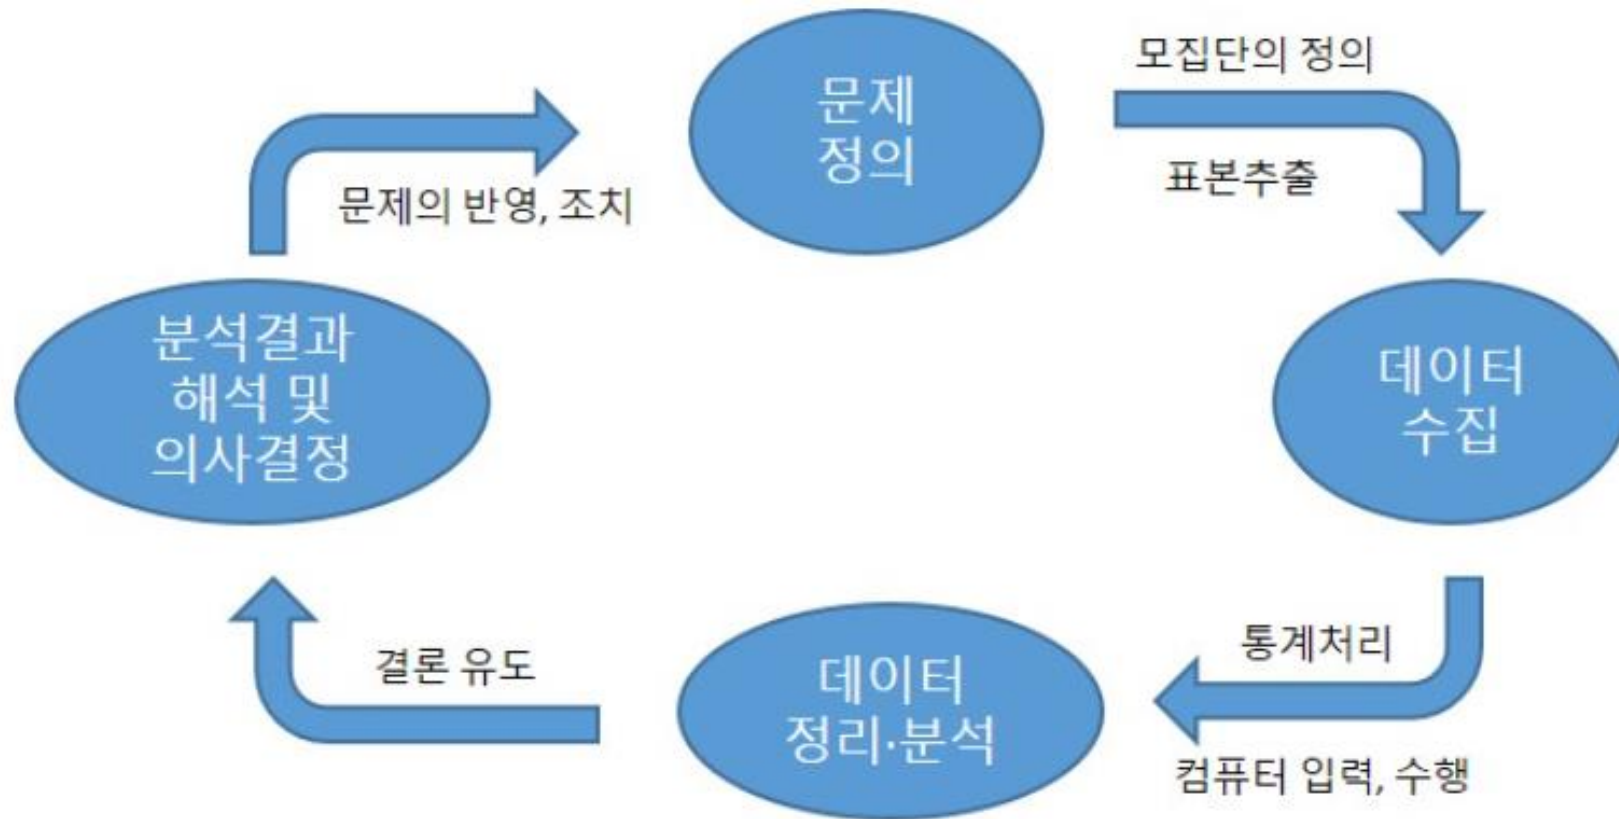 문제
정의
모집단의 정의
표본추출
데이터
수집
통계처리
컴퓨터 입력, 수행
데이터
정리·분석
결론 유도
분석결과
해석 및
의사결정
문제의 반영, 조치